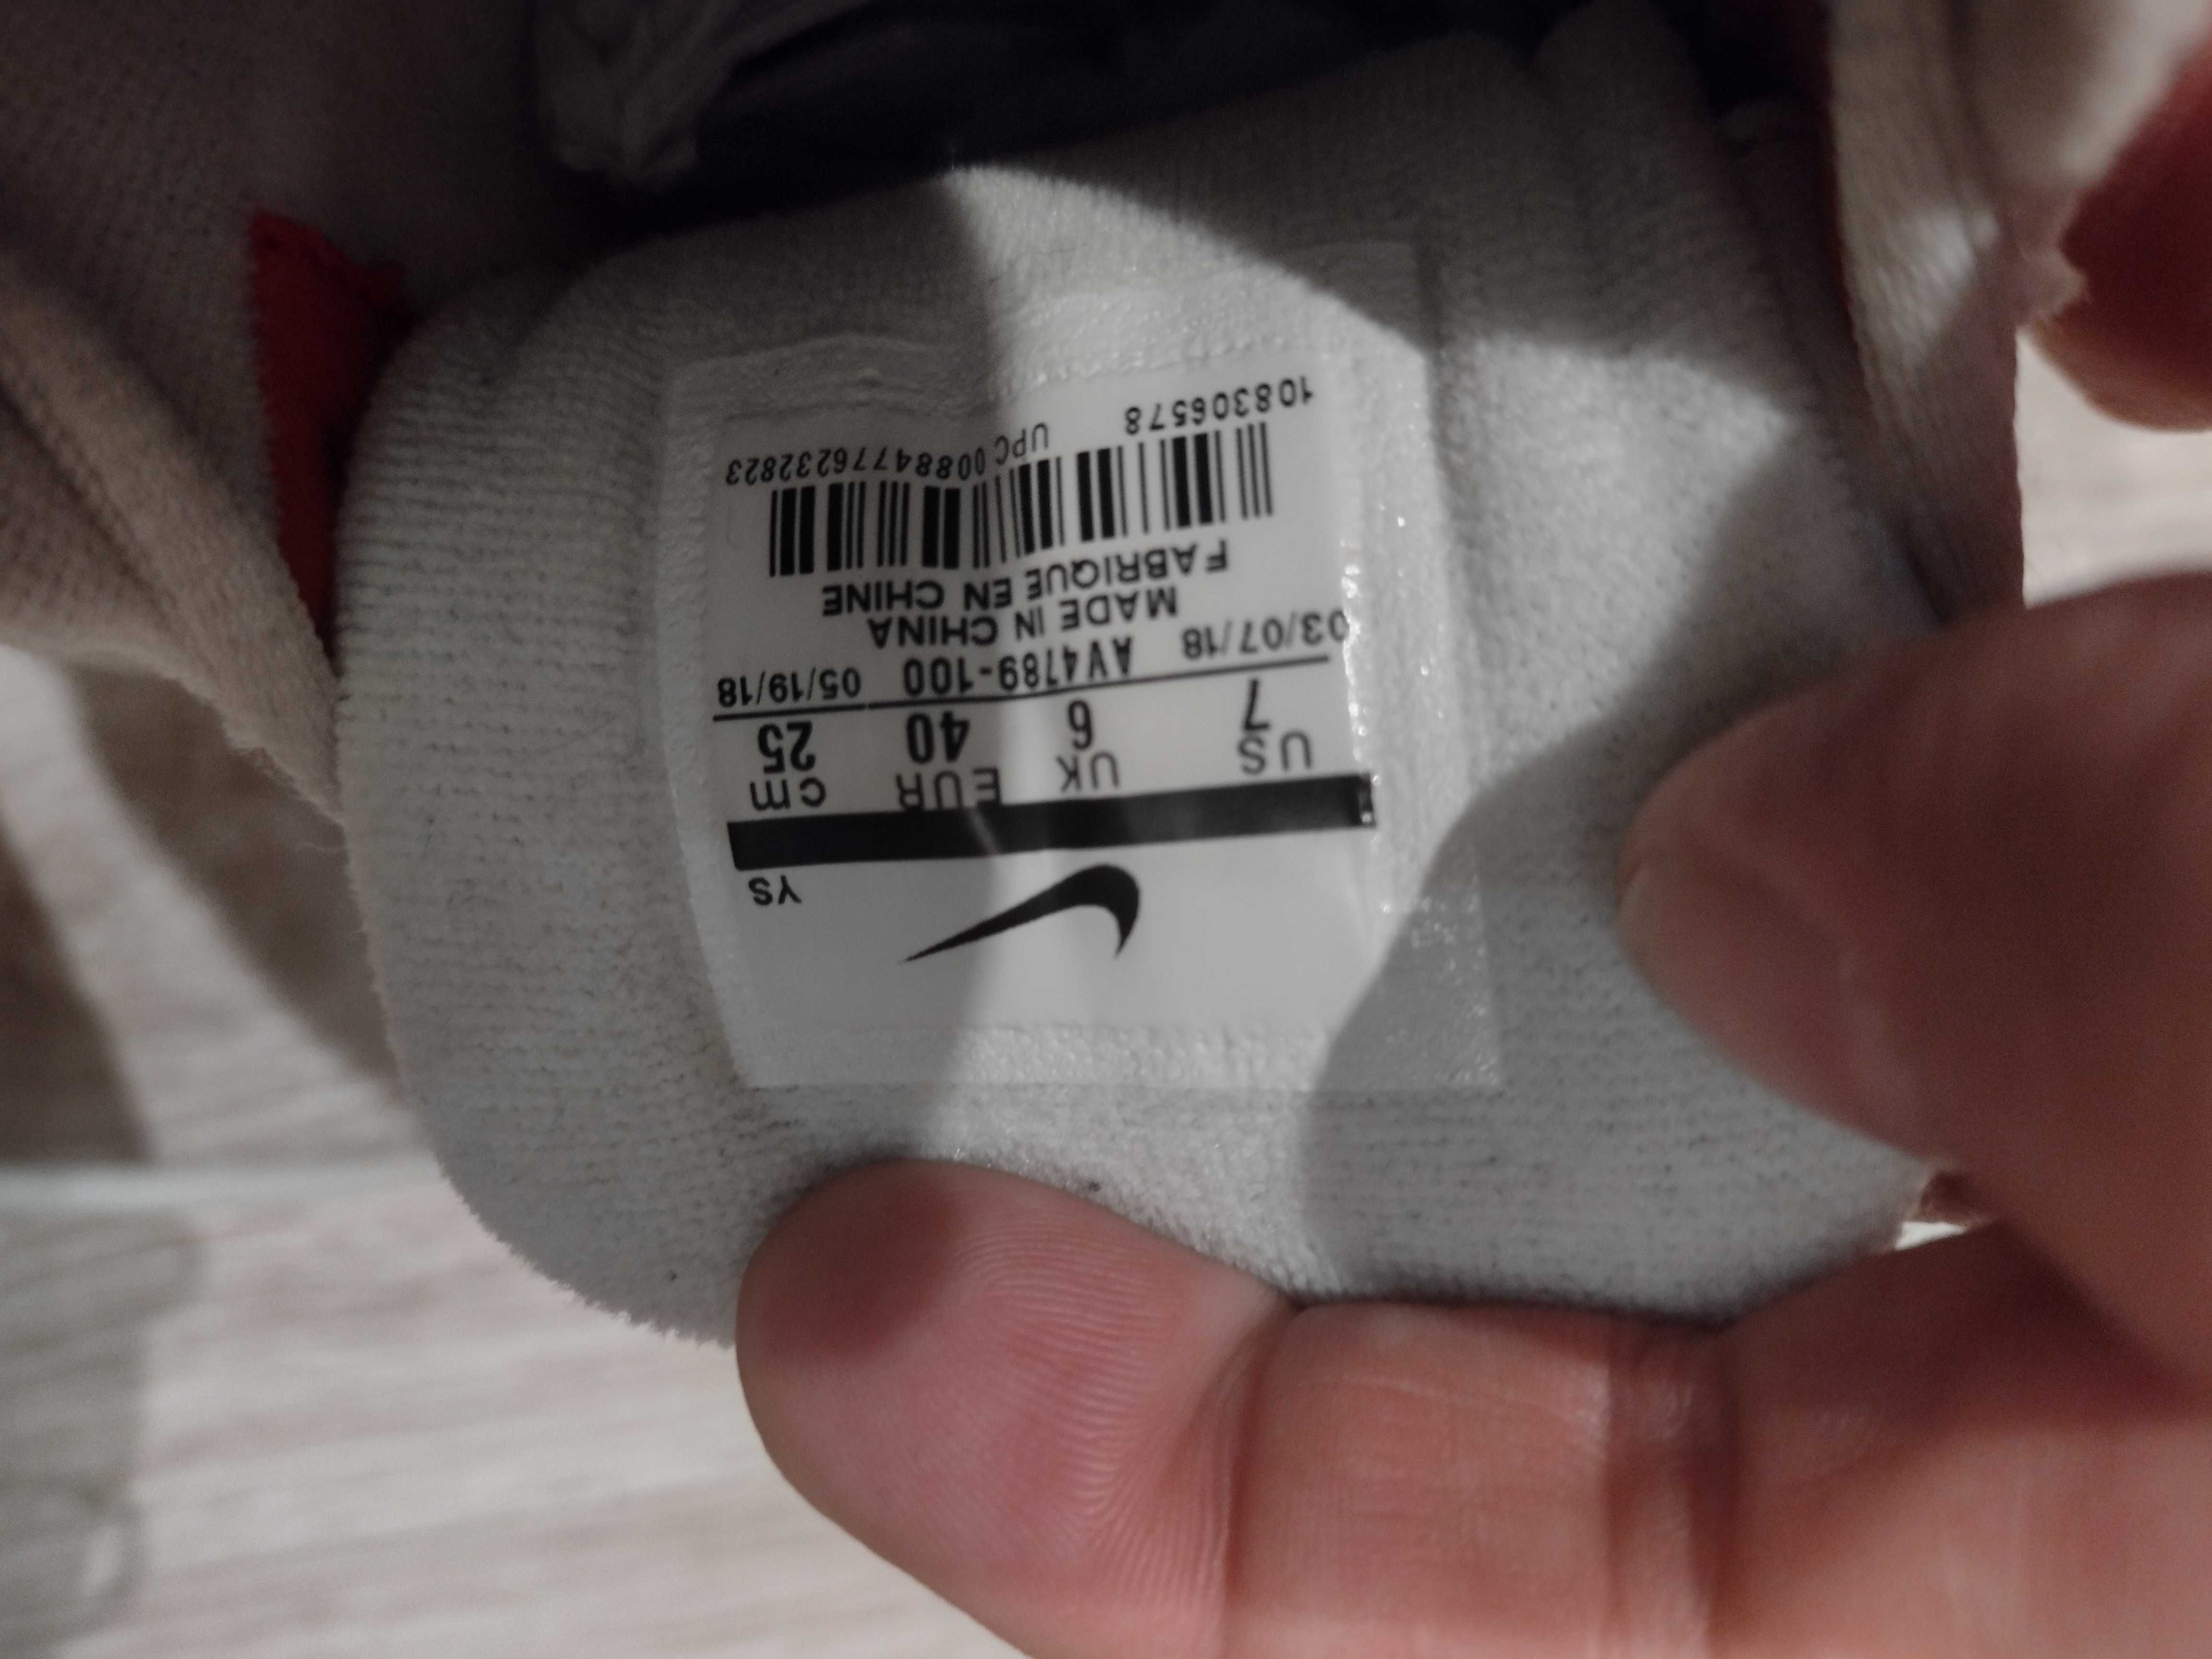 YS
US UK EUR cm
7 6 40 25
03/07/18 AV4789-100 05/19/18
MADE IN CHINA
FABRIQUE EN CHINE
108306578 UPC 00884776232823